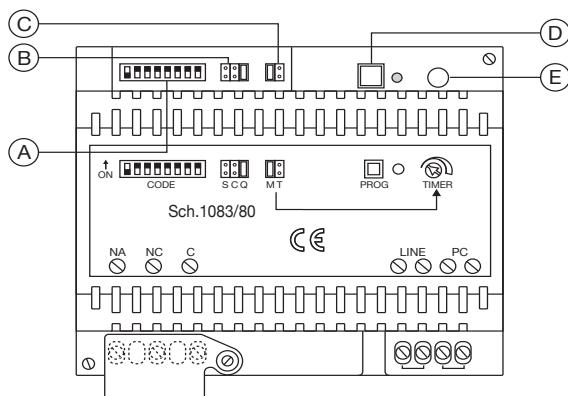 C
B
D
E
A
ON
CODE
S C Q
M T
PROG
TIMER
Sch.1083/80
CE
NA
NC
C
LINE
PC